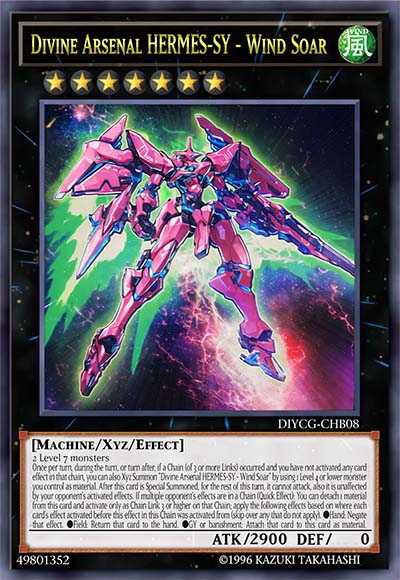 DIVINE ARSENAL HERMES-SY - WIND SOAR
WIND
風
DIYCG-CHB08
[MACHINE/XYZ/EFFECT]
2 Level 7 monsters
Once per turn, during the turn, or turn after, if a Chain (of 3 or more Links) occurred and you have not activated any
effect in that chain, you can also Xyz Summon "Divine Arsenal HERMES-SY - Wind Soar" by using 1 Level 4 or lower monster
you control as material. After this card is Special Summoned, for the rest of this turn, it cannot attack, also it is unaffected
by your opponent's activated effects. If multiple opponent's effects are in a Chain (Quick Effect): You can detach 1 material
from this card and activate only as Chain Link 3 or higher on that Chain; apply the following effects based on where each
card's effect activated before this effect in this Chain was activated from (skip over any that do not apply). ●Hand: Negate
that effect. ●Field: Return that card to the hand. ●GY or banishment: Attach that card to this card as material.
ATK/2900 DEF/ 0
49801352
©1996 KAZUKI TAKAHASHI